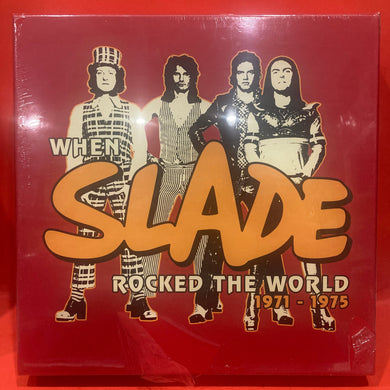 WHEN
SLADE
ROCKED THE WORLD
1971 - 1975